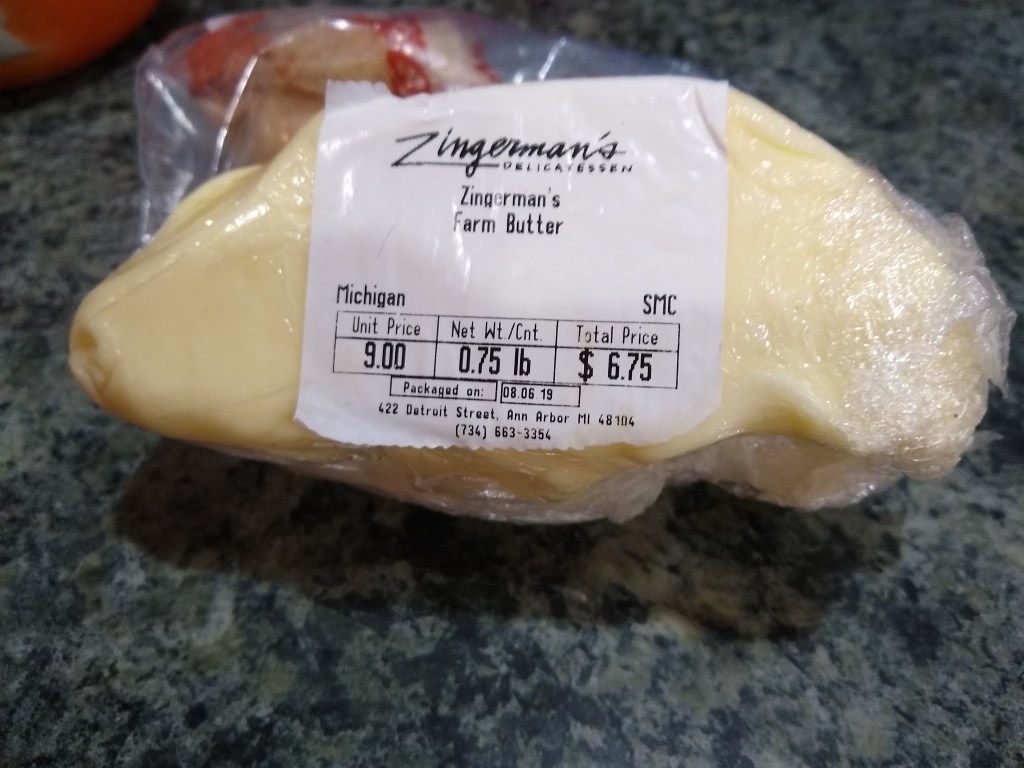 Zingerman's
DELICATESSEN
Zingerman's
Farm Butter
Michigan SMC
Unit Price Net Wt./Cnt. Total Price
9.00 0.75 lb $ 6.75
Packaged on: 08.06 19
422 Detroit Street, Ann Arbor MI 48104
(734) 663-3354